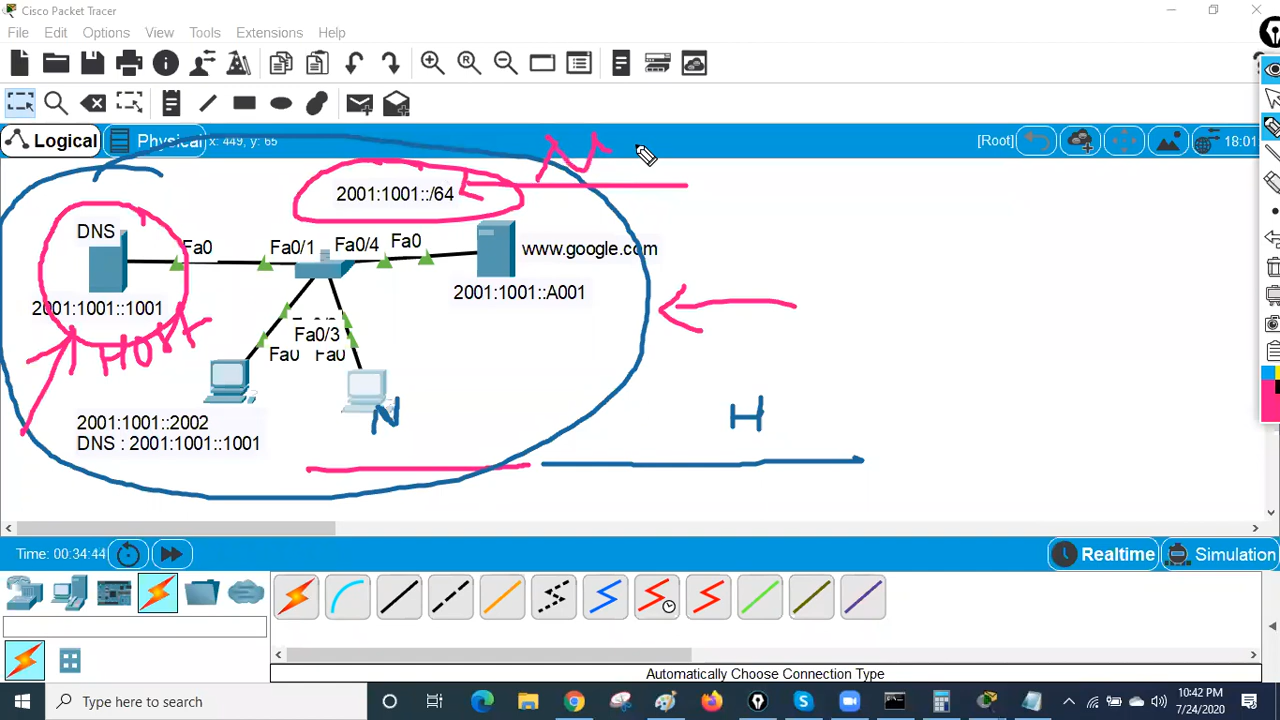 Cisco Packet Tracer
File Edit Options View Tools Extensions Help
Logical Physical x: 449, y: 65 [Root] 18:01
N
2001:1001::/64
DNS
Fa0 Fa0/1 Fa0/4 Fa0 www.google.com
2001:1001::A001
2001:1001::1001
HOST
Fa0/3
Fa0 Fa0
N H
2001:1001::2002
DNS : 2001:1001::1001
Time: 00:34:44 Realtime Simulation
Automatically Choose Connection Type
Type here to search
10:42 PM
7/24/2020